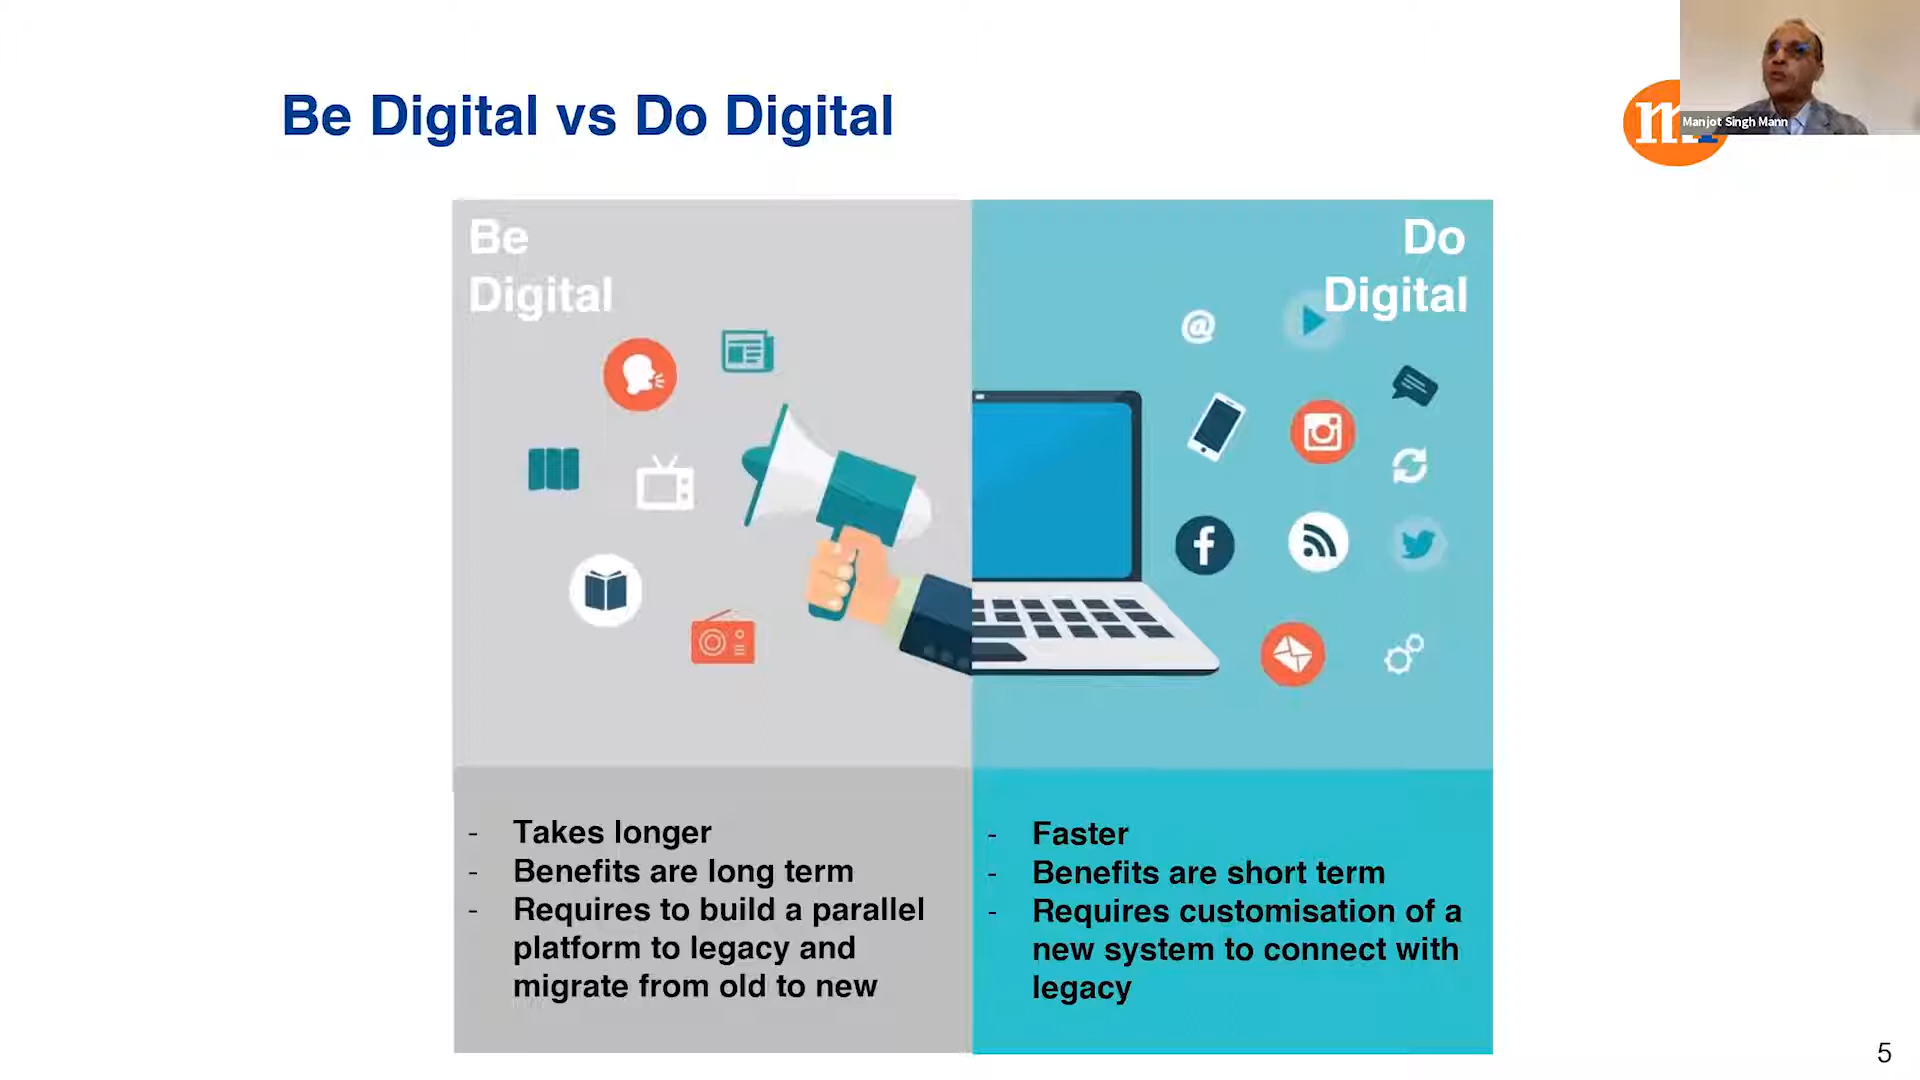 Be Digital vs Do Digital
m
Manjot Singh Mann
Be
Digital
Do
Digital
@
f
- Takes longer
- Benefits are long term
- Requires to build a parallel
platform to legacy and
migrate from old to new
- Faster
- Benefits are short term
- Requires customisation of a
new system to connect with
legacy
5